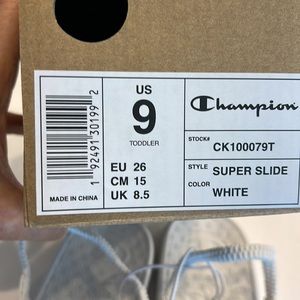 1 92491 30199 2
MADE IN CHINA
US
9
TODDLER
EU 26
CM 15
UK 8.5
Champion
STOCK# CK100079T
STYLE SUPER SLIDE
COLOR WHITE